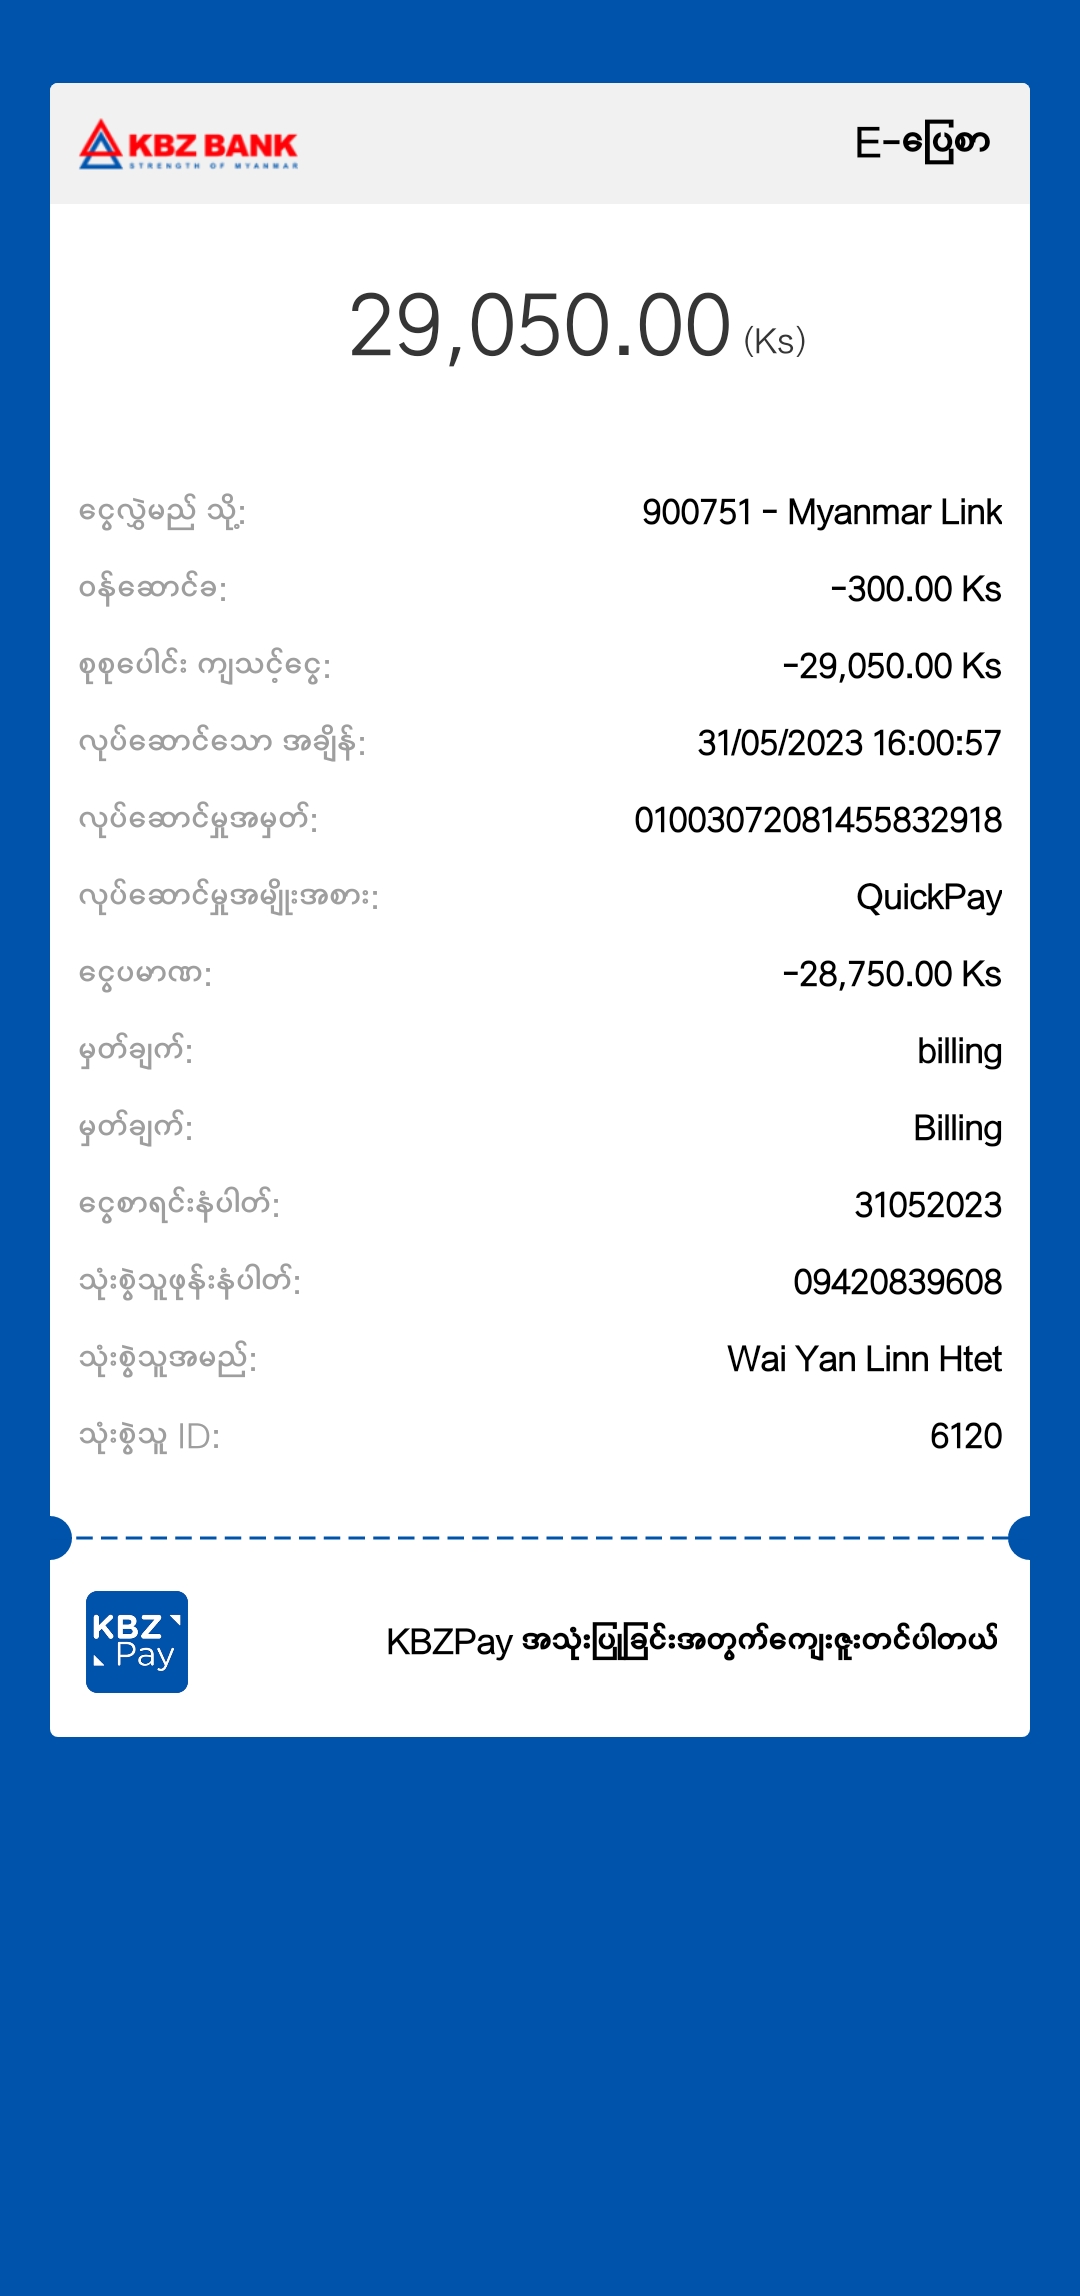 KBZ BANK
STRENGTH OF MYANMAR
E-ပြေစာ
29,050.00 (Ks)
ငွေလွှဲမည် သို့: 900751 - Myanmar Link
ဝန်ဆောင်ခ: -300.00 Ks
စုစုပေါင်း ကျသင့်ငွေ: -29,050.00 Ks
လုပ်ဆောင်သော အချိန်: 31/05/2023 16:00:57
လုပ်ဆောင်မှုအမှတ်: 01003072081455832918
လုပ်ဆောင်မှုအမျိုးအစား: QuickPay
ငွေပမာဏ: -28,750.00 Ks
မှတ်ချက်: billing
မှတ်ချက်: Billing
ငွေစာရင်းနံပါတ်: 31052023
သုံးစွဲသူဖုန်းနံပါတ်: 09420839608
သုံးစွဲသူအမည်: Wai Yan Linn Htet
သုံးစွဲသူ ID: 6120
KBZ
Pay
KBZPay အသုံးပြုခြင်းအတွက်ကျေးဇူးတင်ပါတယ်